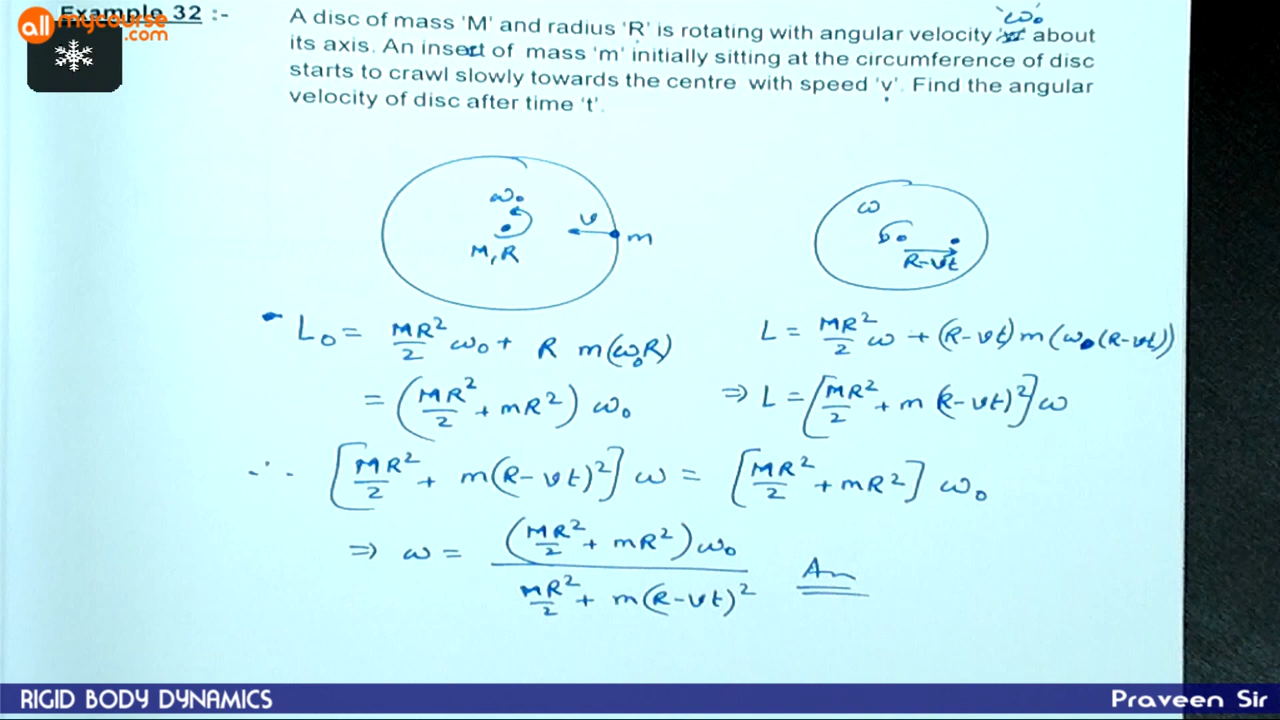 Example 32 :-
allmycourse.com
ω₀
A disc of mass 'M' and radius 'R' is rotating with angular velocity about
its axis. An insect of mass 'm' initially sitting at the circumference of disc
starts to crawl slowly towards the centre with speed 'v'. Find the angular
velocity of disc after time 't'.
ω₀
v
m
M, R
ω
R-vt
L₀ = MR²/2 ω₀ + R m(ω₀R)
L = MR²/2 ω + (R-vt) m(ω(R-vt))
= (MR²/2 + mR²) ω₀
⇒ L = [MR²/2 + m(R-vt)²] ω
∴ [MR²/2 + m(R-vt)²] ω = [MR²/2 + mR²] ω₀
⇒ ω = (MR²/2 + mR²) ω₀ / MR²/2 + m(R-vt)² An
RIGID BODY DYNAMICS
Praveen Sir